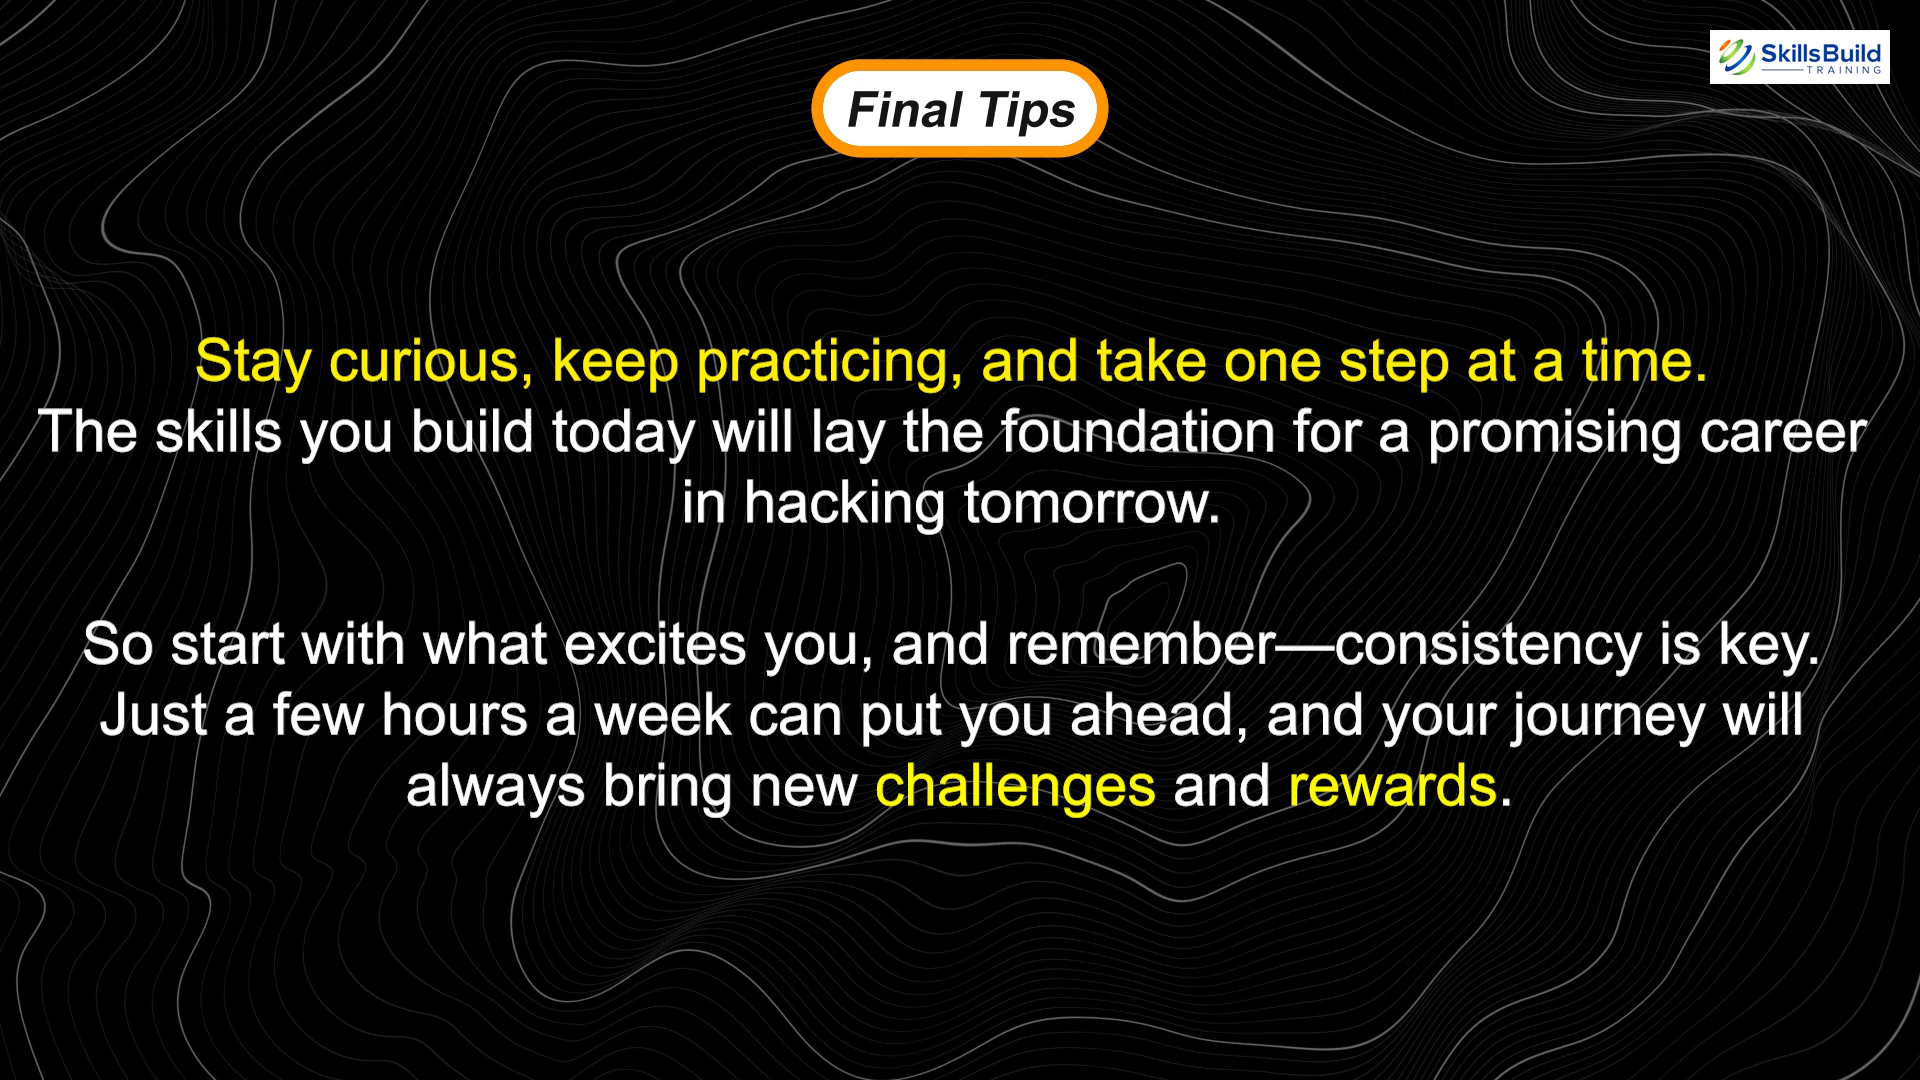 SkillsBuild
TRAINING
Final Tips
Stay curious, keep practicing, and take one step at a time.
The skills you build today will lay the foundation for a promising career
in hacking tomorrow.
So start with what excites you, and remember—consistency is key.
Just a few hours a week can put you ahead, and your journey will
always bring new challenges and rewards.